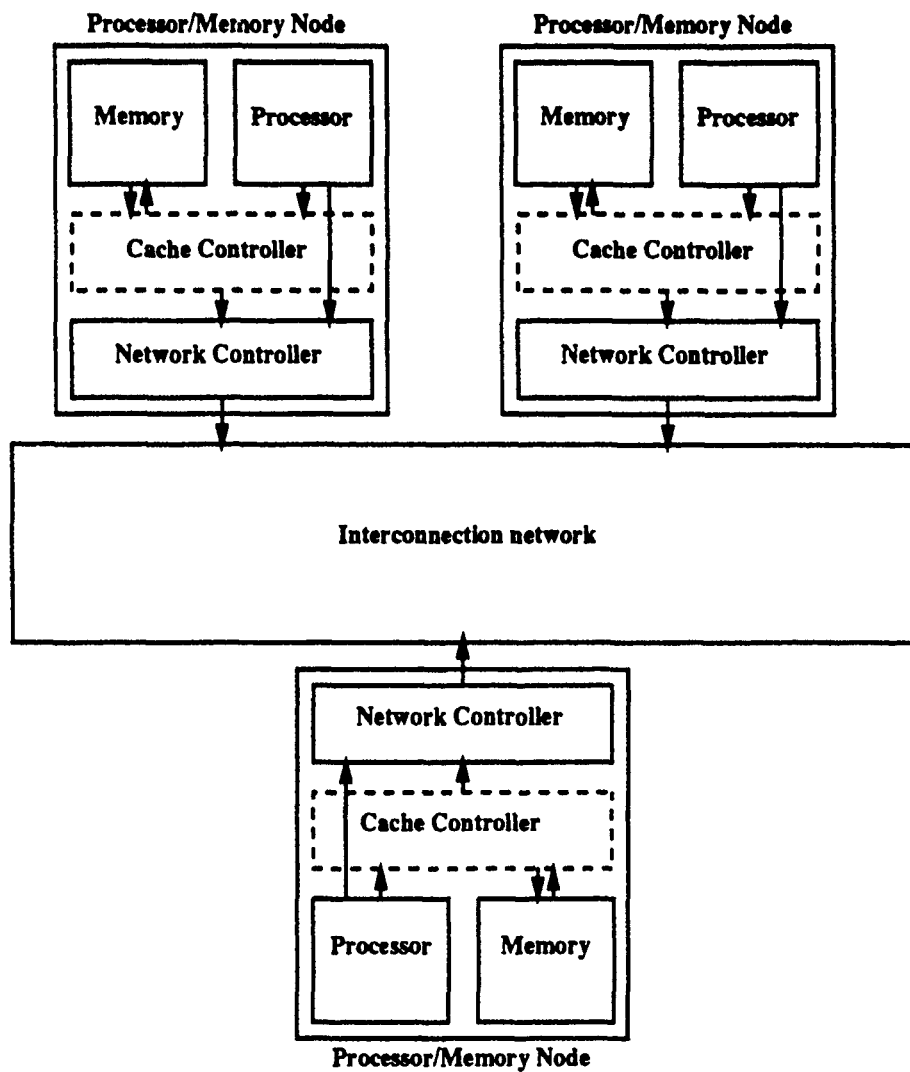 Processor/Memory Node
Processor/Memory Node
Memory
Processor
Memory
Processor
Cache Controller
Cache Controller
Network Controller
Network Controller
Interconnection network
Network Controller
Cache Controller
Processor
Memory
Processor/Memory Node